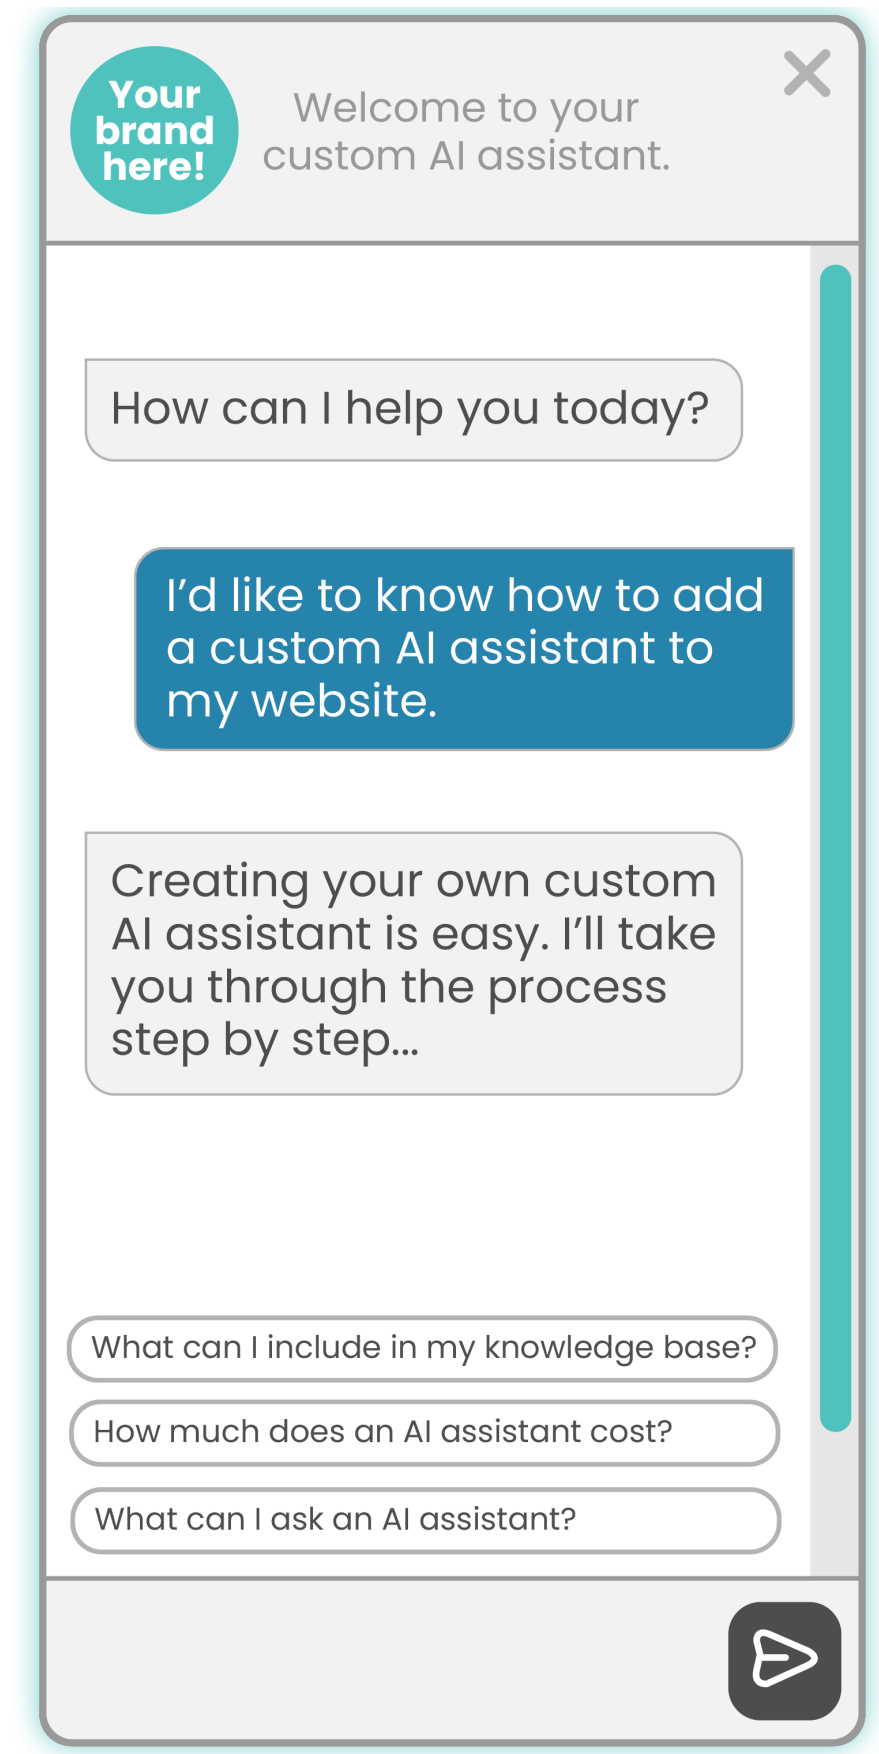 Your
brand
here!
Welcome to your
custom AI assistant.
How can I help you today?
I’d like to know how to add
a custom AI assistant to
my website.
Creating your own custom
AI assistant is easy. I’ll take
you through the process
step by step...
What can I include in my knowledge base?
How much does an AI assistant cost?
What can I ask an AI assistant?